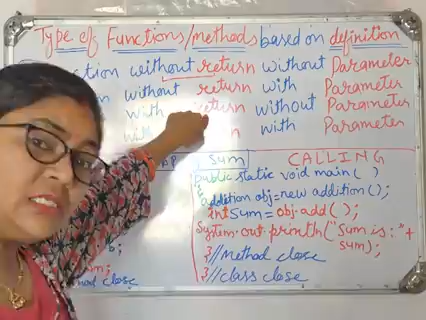 Type of Functions/methods based on definition
ction without return without Parameter
n without return with Parameter
with return without Parameter
n with Parameter
Sum CALLING
public static void main( )
{
addition obj=new addition();
int Sum = obj.add( );
System.out.println("Sum is:"+
sum);
b;
}//Method close
m;
}//class close
close